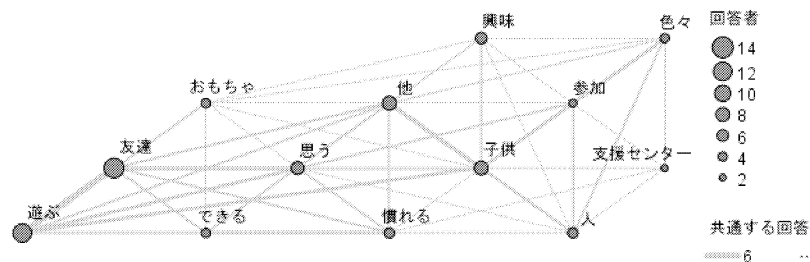 興味
色々
おもちゃ
他
参加
友達
思う
子供
支援センター
遊ぶ
できる
慣れる
人
回答者
14
12
10
8
6
4
2
共通する回答
6